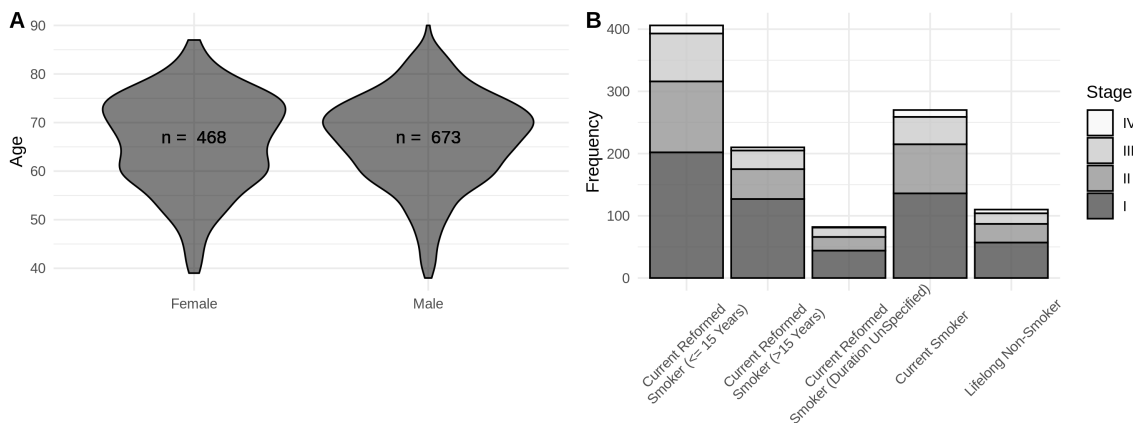 A
Age
90
80
70
60
50
40
n = 468
n = 673
Female
Male
B
Frequency
400
300
200
100
0
Current Reformed
Smoker (<= 15 Years)
Current Reformed
Smoker (>15 Years)
Current Reformed
Smoker (Duration UnSpecified)
Current Smoker
Lifelong Non-Smoker
Stage
IV
III
II
I